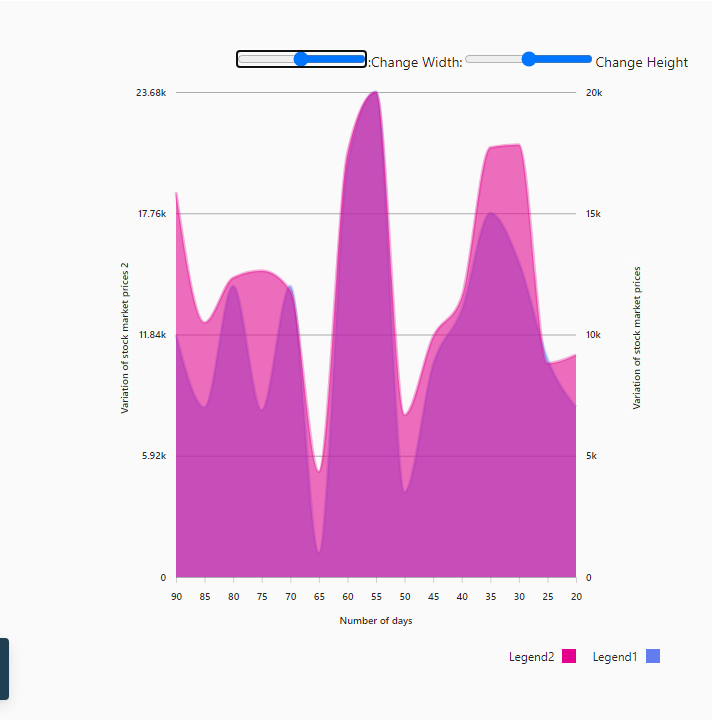 :Change Width: Change Height
23.68k
17.76k
11.84k
5.92k
0
Variation of stock market prices 2
20k
15k
10k
5k
0
Variation of stock market prices
90 85 80 75 70 65 60 55 50 45 40 35 30 25 20
Number of days
Legend2 Legend1